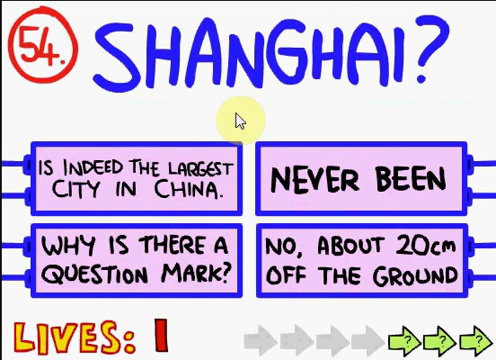 54.
SHANGHAI?
IS INDEED THE LARGEST
CITY IN CHINA.
NEVER BEEN
WHY IS THERE A
QUESTION MARK?
NO, ABOUT 20cm
OFF THE GROUND
LIVES: 1
? ? ?